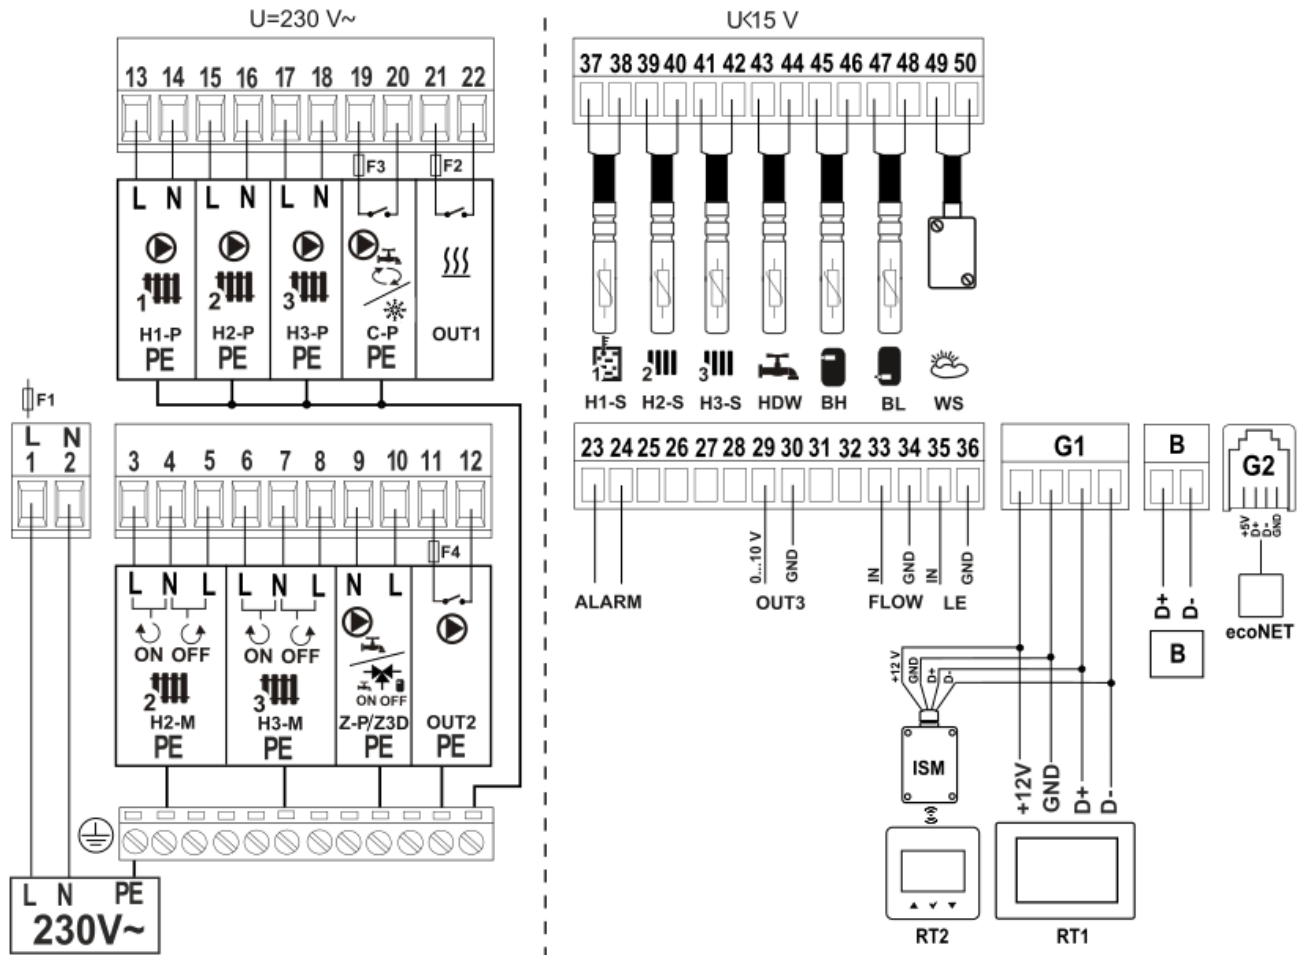 U=230 V~
13 14 15 16 17 18 19 20 21 22
F3 F2
L N L N L N
1 2 3
H1-P H2-P H3-P C-P OUT1
PE PE PE PE
F1
L N
1 2
3 4 5 6 7 8 9 10 11 12
F4
L N L L N L N L
ON OFF ON OFF
2 3
ON OFF
H2-M H3-M Z-P/Z3D OUT2
PE PE PE PE
L N PE
230V~
U<15 V
37 38 39 40 41 42 43 44 45 46 47 48 49 50
1 2 3
H1-S H2-S H3-S HDW BH BL WS
23 24 25 26 27 28 29 30 31 32 33 34 35 36
0...10 V GND IN GND IN GND
ALARM OUT3 FLOW LE
G1
B
G2
+5V D+ D- GND
D+ D-
B
ecoNET
+12 V GND D+ D-
ISM
+12V GND D+ D-
RT2 RT1